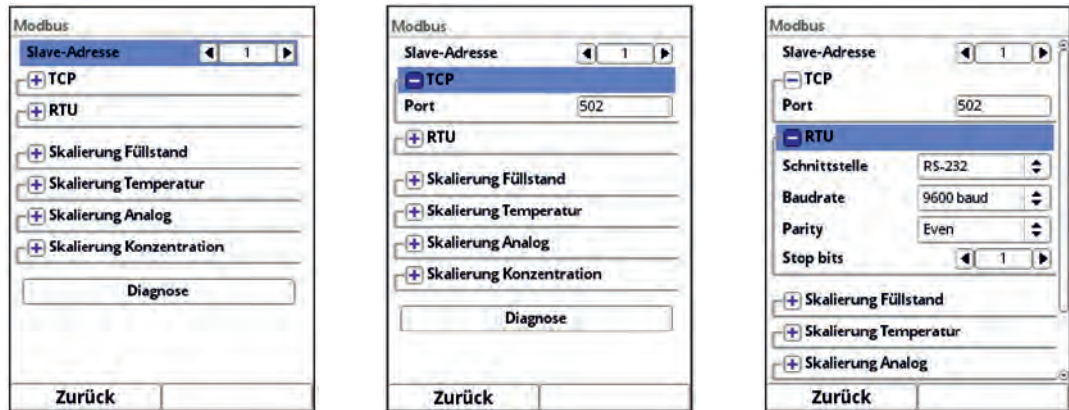 Modbus
Slave-Adresse 1
TCP
RTU
Skalierung Füllstand
Skalierung Temperatur
Skalierung Analog
Skalierung Konzentration
Diagnose
Zurück
Modbus
Slave-Adresse 1
TCP
Port 502
RTU
Skalierung Füllstand
Skalierung Temperatur
Skalierung Analog
Skalierung Konzentration
Diagnose
Zurück
Modbus
Slave-Adresse 1
TCP
Port 502
RTU
Schnittstelle RS-232
Baudrate 9600 baud
Parity Even
Stop bits 1
Skalierung Füllstand
Skalierung Temperatur
Skalierung Analog
Zurück